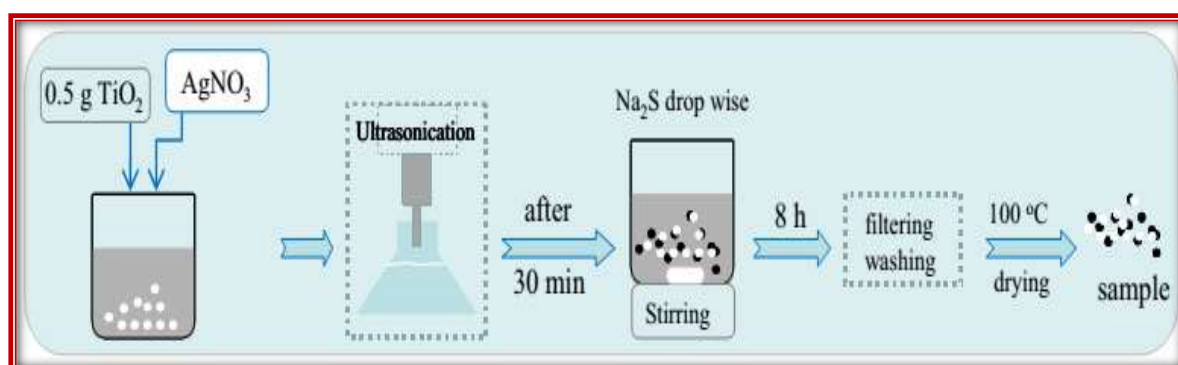 0.5 g TiO₂
AgNO₃
Ultrasonication
after
30 min
Na₂S drop wise
Stirring
8 h
filtering
washing
100 ºC
drying
sample